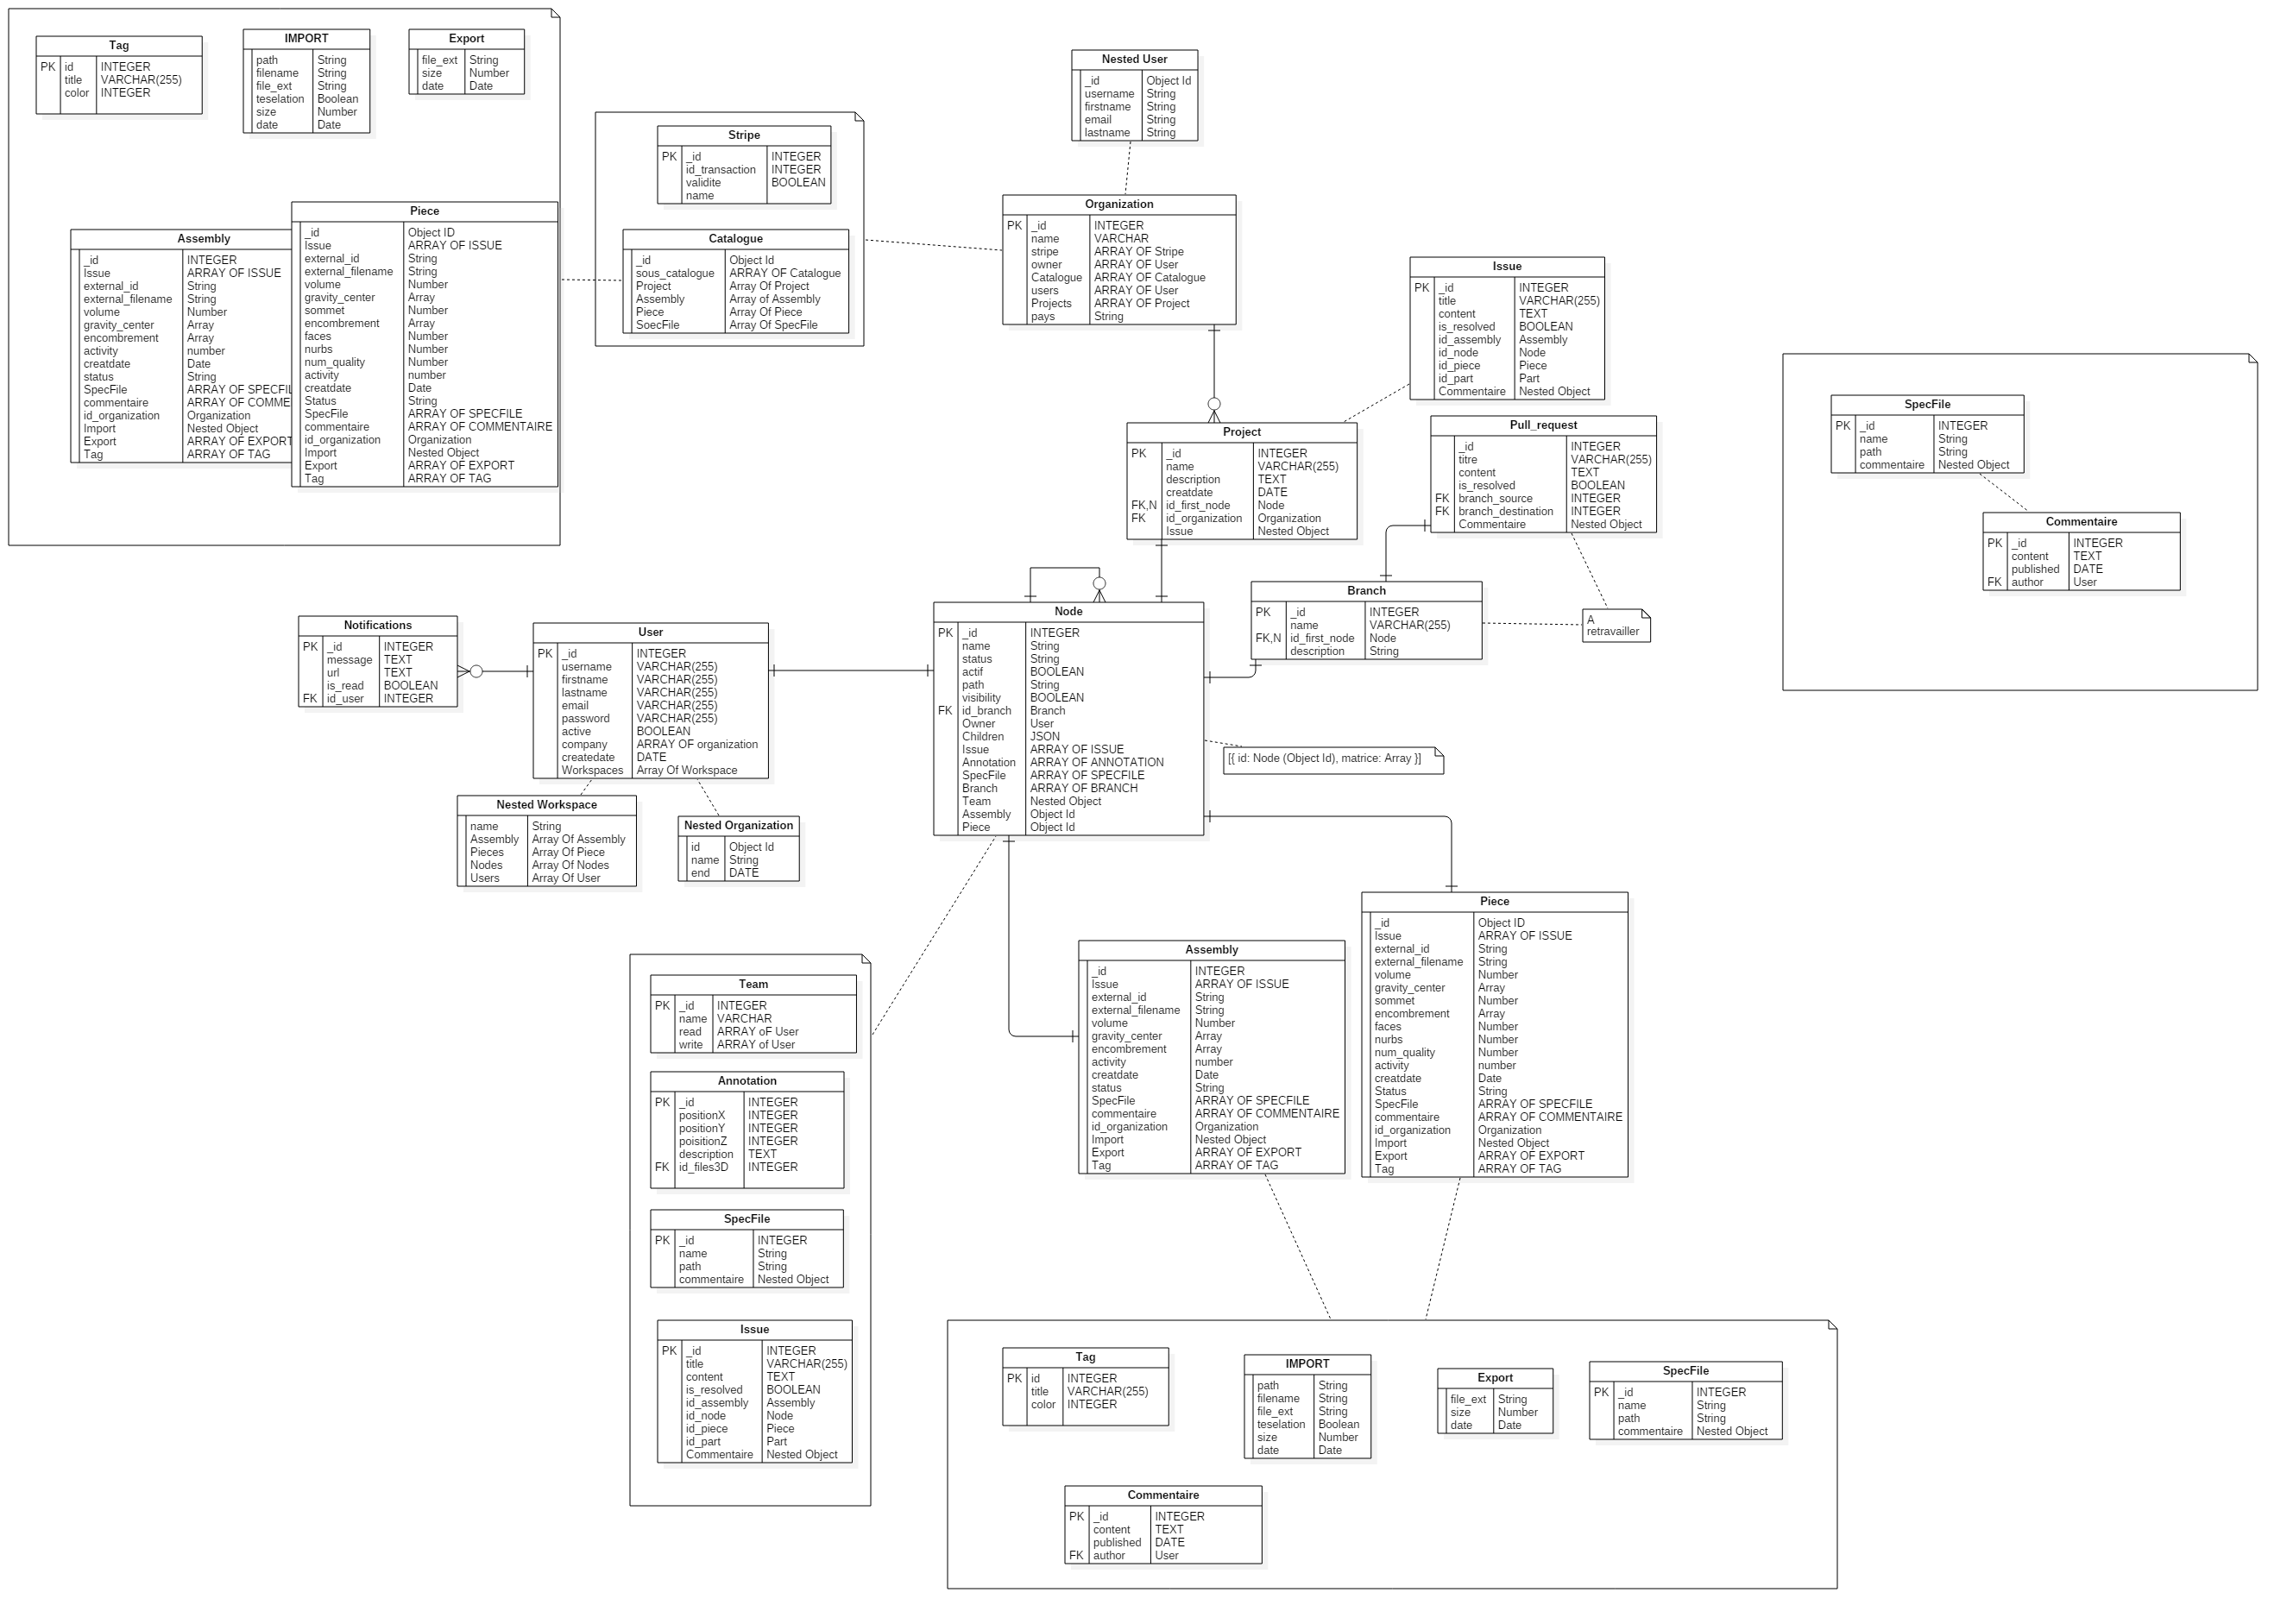 Tag
PK id INTEGER
title VARCHAR(255)
color INTEGER
IMPORT
path String
filename String
file_ext String
teselation Boolean
size Number
date Date
Export
file_ext String
size Number
date Date
Assembly
_id INTEGER
Issue ARRAY OF ISSUE
external_id String
external_filename String
volume Number
gravity_center Array
encombrement Array
activity number
creatdate Date
status String
SpecFile ARRAY OF SPECFIL
commentaire ARRAY OF COMME
id_organization Organization
Import Nested Object
Export ARRAY OF EXPORT
Tag ARRAY OF TAG
Piece
_id Object ID
Issue ARRAY OF ISSUE
external_id String
external_filename String
volume Number
gravity_center Array
sommet Number
encombrement Array
faces Number
nurbs Number
num_quality Number
activity number
creatdate Date
Status String
SpecFile ARRAY OF SPECFILE
commentaire ARRAY OF COMMENTAIRE
id_organization Organization
Import Nested Object
Export ARRAY OF EXPORT
Tag ARRAY OF TAG
Stripe
PK _id INTEGER
id_transaction INTEGER
validite BOOLEAN
name
Catalogue
_id Object Id
sous_catalogue ARRAY OF Catalogue
Project Array Of Project
Assembly Array of Assembly
Piece Array Of Piece
SoecFile Array Of SpecFile
Nested User
_id Object Id
username String
firstname String
email String
lastname String
Organization
PK _id INTEGER
name VARCHAR
stripe ARRAY OF Stripe
owner ARRAY OF User
Catalogue ARRAY OF Catalogue
users ARRAY OF User
Projects ARRAY OF Project
pays String
Issue
PK _id INTEGER
title VARCHAR(255)
content TEXT
is_resolved BOOLEAN
id_assembly Assembly
id_node Node
id_piece Piece
id_part Part
Commentaire Nested Object
Project
PK _id INTEGER
name VARCHAR(255)
description TEXT
creatdate DATE
FK,N id_first_node Node
FK id_organization Organization
Issue Nested Object
Pull_request
_id INTEGER
titre VARCHAR(255)
content TEXT
is_resolved BOOLEAN
FK branch_source INTEGER
FK branch_destination INTEGER
Commentaire Nested Object
SpecFile
PK _id INTEGER
name String
path String
commentaire Nested Object
Commentaire
PK _id INTEGER
content TEXT
published DATE
FK author User
Branch
PK _id INTEGER
name VARCHAR(255)
FK,N id_first_node Node
description String
A
retravailler
Notifications
PK _id INTEGER
message TEXT
url TEXT
is_read BOOLEAN
FK id_user INTEGER
User
PK _id INTEGER
username VARCHAR(255)
firstname VARCHAR(255)
lastname VARCHAR(255)
email VARCHAR(255)
password VARCHAR(255)
active BOOLEAN
company ARRAY OF organization
createdate DATE
Workspaces Array Of Workspace
Node
PK _id INTEGER
name String
status String
actif BOOLEAN
path String
visibility BOOLEAN
FK id_branch Branch
Owner User
Children JSON
Issue ARRAY OF ISSUE
Annotation ARRAY OF ANNOTATION
SpecFile ARRAY OF SPECFILE
Branch ARRAY OF BRANCH
Team Nested Object
Assembly Object Id
Piece Object Id
[{ id: Node (Object Id), matrice: Array }]
Nested Workspace
name String
Assembly Array Of Assembly
Pieces Array Of Piece
Nodes Array Of Nodes
Users Array Of User
Nested Organization
id Object Id
name String
end DATE
Team
PK _id INTEGER
name VARCHAR
read ARRAY oF User
write ARRAY of User
Annotation
PK _id INTEGER
positionX INTEGER
positionY INTEGER
poisitionZ INTEGER
description TEXT
FK id_files3D INTEGER
SpecFile
PK _id INTEGER
name String
path String
commentaire Nested Object
Issue
PK _id INTEGER
title VARCHAR(255)
content TEXT
is_resolved BOOLEAN
id_assembly Assembly
id_node Node
id_piece Piece
id_part Part
Commentaire Nested Object
Assembly
_id INTEGER
Issue ARRAY OF ISSUE
external_id String
external_filename String
volume Number
gravity_center Array
encombrement Array
activity number
creatdate Date
status String
SpecFile ARRAY OF SPECFILE
commentaire ARRAY OF COMMENTAIRE
id_organization Organization
Import Nested Object
Export ARRAY OF EXPORT
Tag ARRAY OF TAG
Piece
_id Object ID
Issue ARRAY OF ISSUE
external_id String
external_filename String
volume Number
gravity_center Array
sommet Number
encombrement Array
faces Number
nurbs Number
num_quality Number
activity number
creatdate Date
Status String
SpecFile ARRAY OF SPECFILE
commentaire ARRAY OF COMMENTAIRE
id_organization Organization
Import Nested Object
Export ARRAY OF EXPORT
Tag ARRAY OF TAG
Tag
PK id INTEGER
title VARCHAR(255)
color INTEGER
IMPORT
path String
filename String
file_ext String
teselation Boolean
size Number
date Date
Export
file_ext String
size Number
date Date
SpecFile
PK _id INTEGER
name String
path String
commentaire Nested Object
Commentaire
PK _id INTEGER
content TEXT
published DATE
FK author User